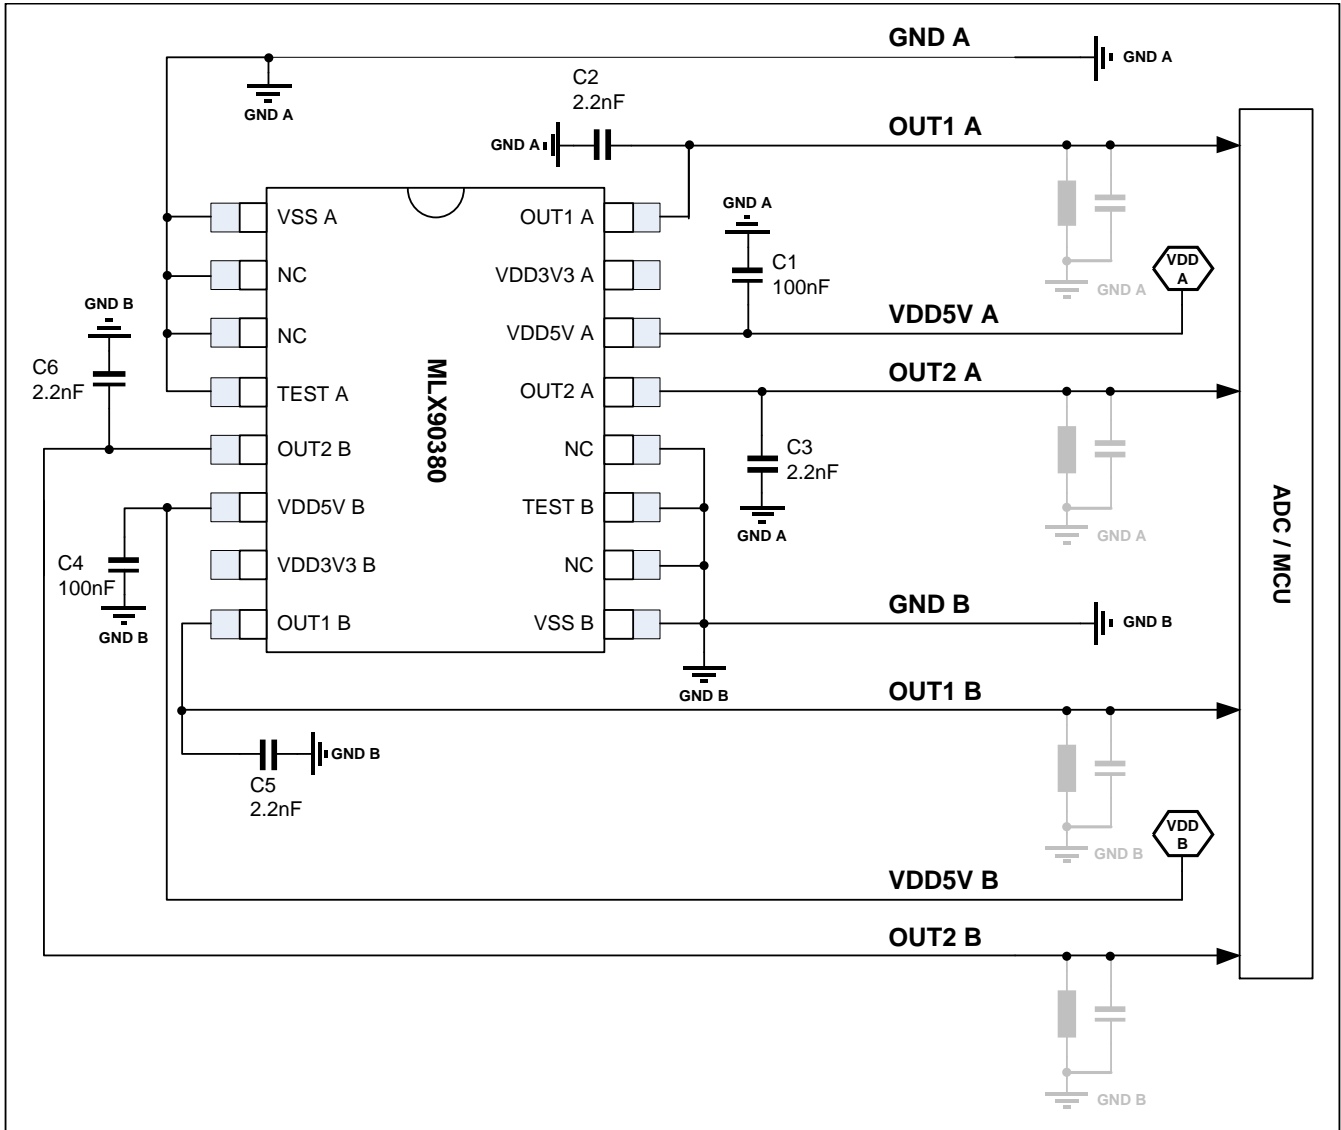 GND A
GND A
C2
2.2nF
GND A
OUT1 A
GND A
GND A
VSS A
OUT1 A
GND A
C1
100nF
VDD
A
NC
VDD3V3 A
GND A
GND B
VDD5V A
NC
VDD5V A
C6
2.2nF
MLX90380
OUT2 A
TEST A
OUT2 A
C3
2.2nF
OUT2 B
NC
ADC / MCU
VDD5V B
TEST B
GND A
GND A
C4
100nF
VDD3V3 B
NC
GND B
GND B
GND B
OUT1 B
VSS B
GND B
OUT1 B
GND B
C5
2.2nF
VDD
B
GND B
VDD5V B
OUT2 B
GND B